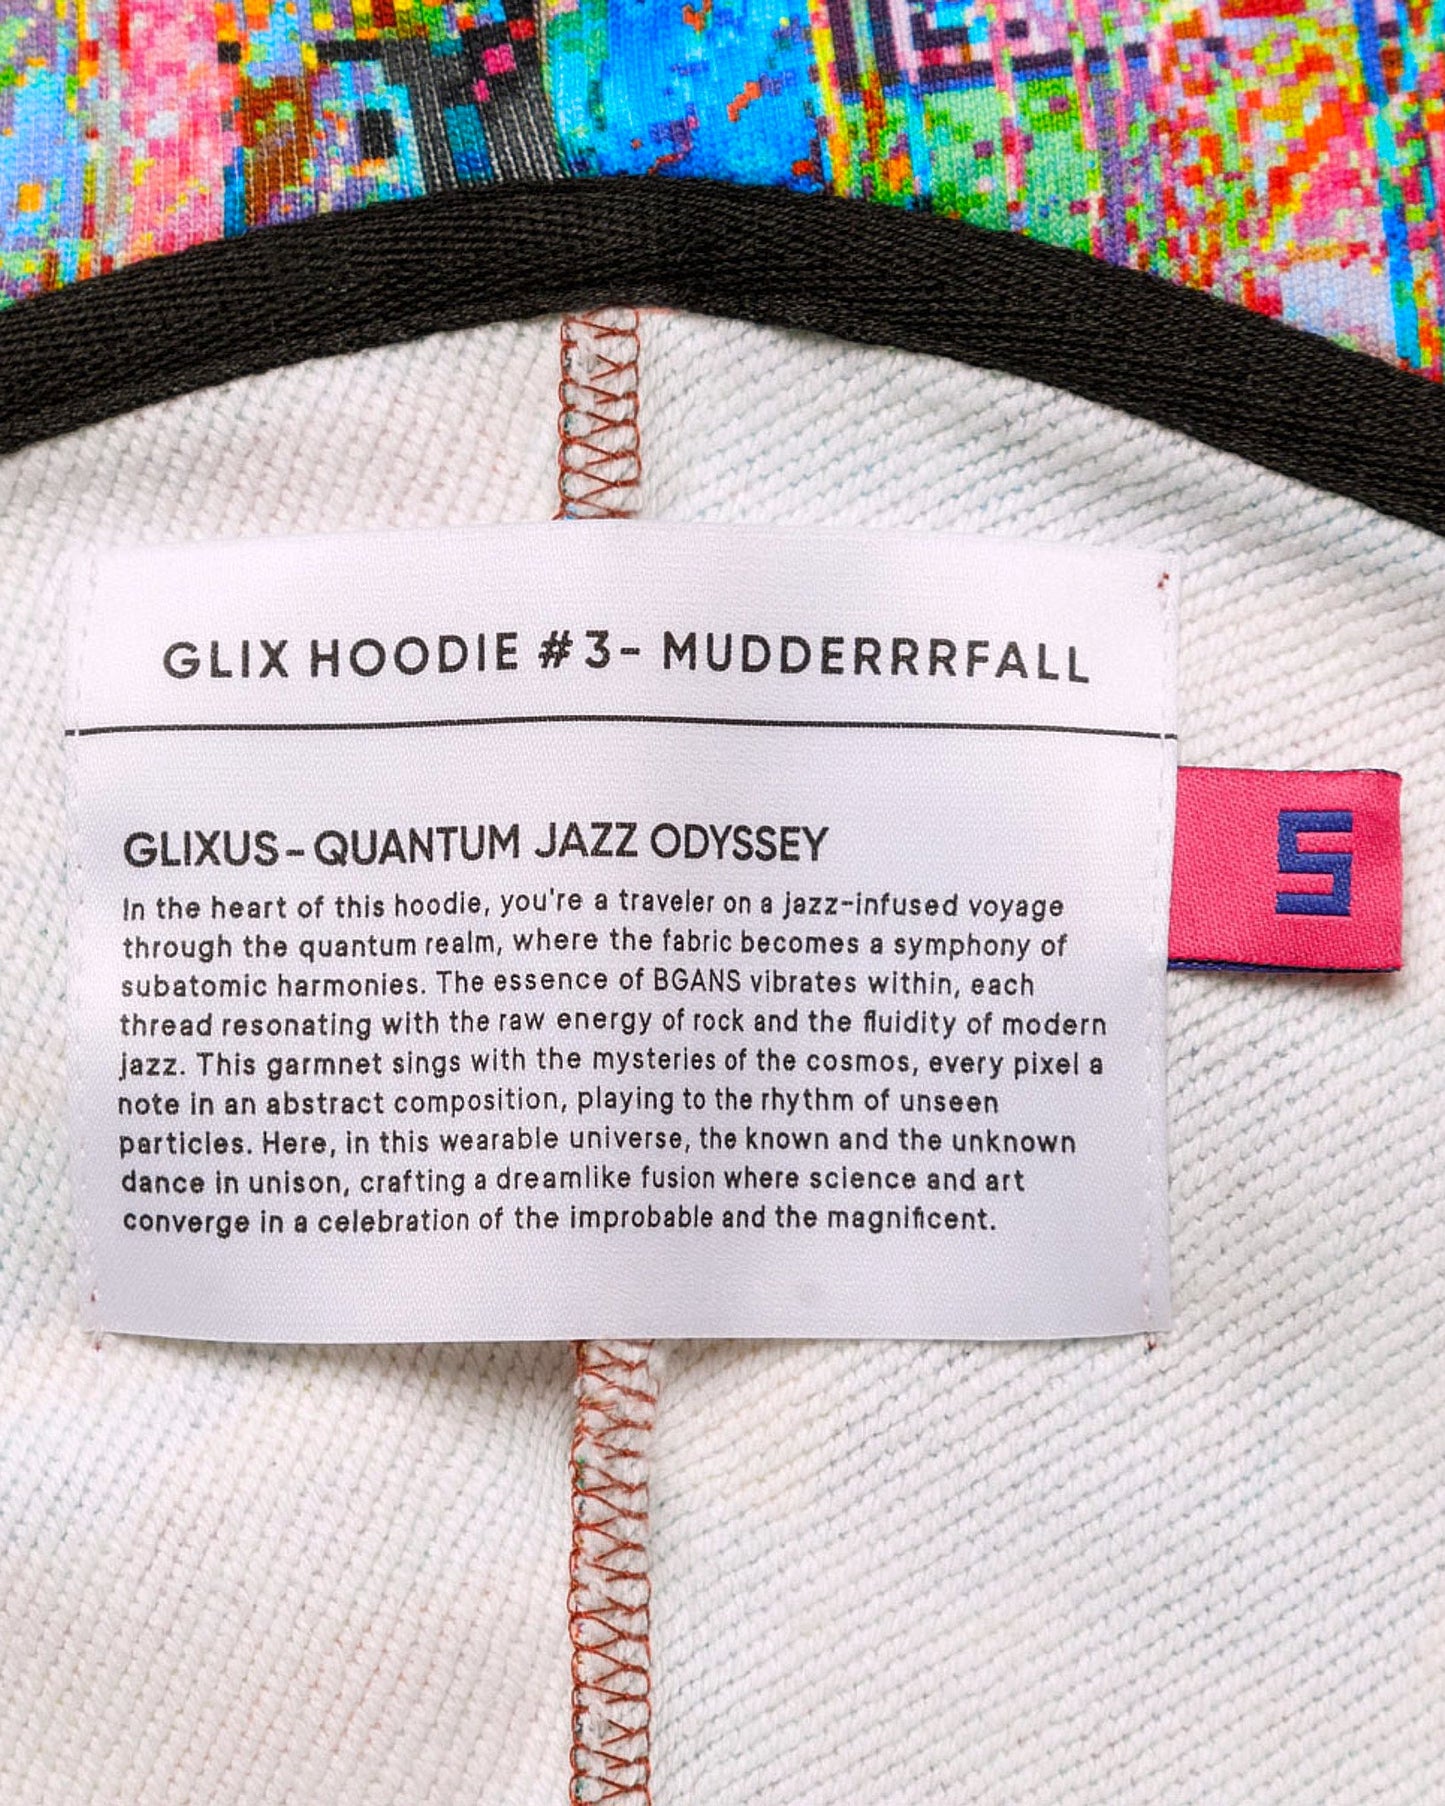 GLIX HOODIE #3- MUDDERRRFALL
GLIXUS-QUANTUM JAZZ ODYSSEY
In the heart of this hoodie, you're a traveler on a jazz-infused voyage
through the quantum realm, where the fabric becomes a symphony of
subatomic harmonies. The essence of BGANS vibrates within, each
thread resonating with the raw energy of rock and the fluidity of modern
jazz. This garmnet sings with the mysteries of the cosmos, every pixel a
note in an abstract composition, playing to the rhythm of unseen
particles. Here, in this wearable universe, the known and the unknown
dance in unison, crafting a dreamlike fusion where science and art
converge in a celebration of the improbable and the magnificent.
S